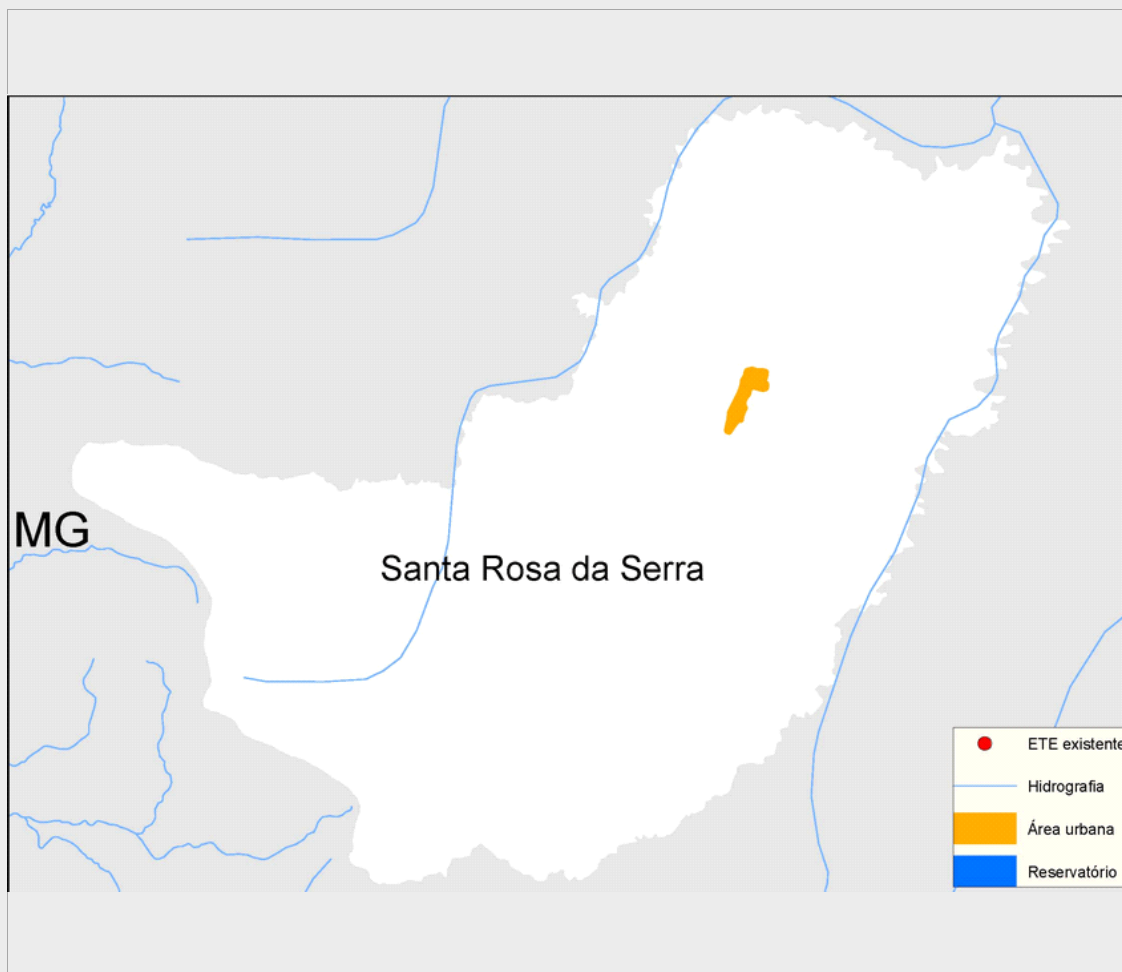 MG
Santa Rosa da Serra
ETE existente
Hidrografia
Área urbana
Reservatório